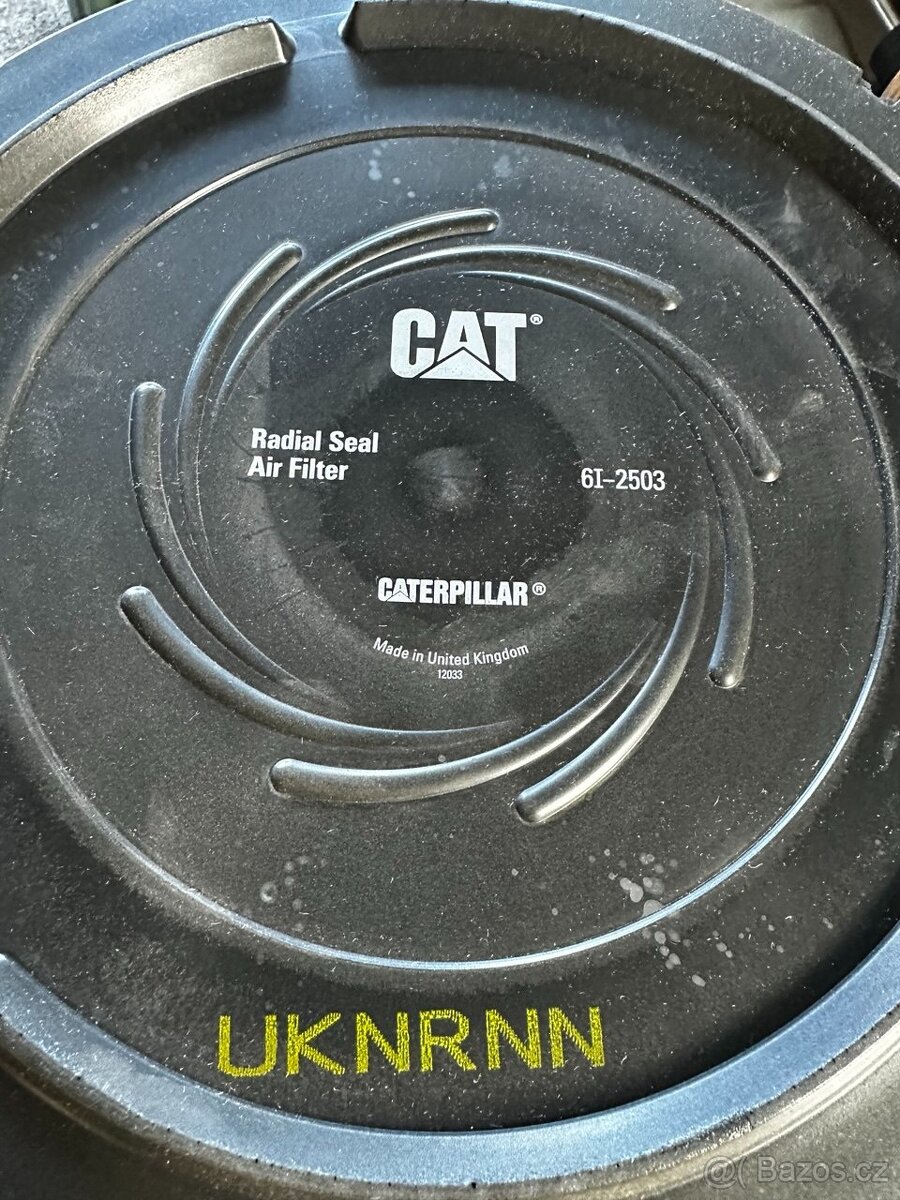 CAT®
Radial Seal
Air Filter
6I-2503
CATERPILLAR®
Made in United Kingdom
12033
UKNRNN
@ Bazos.cz